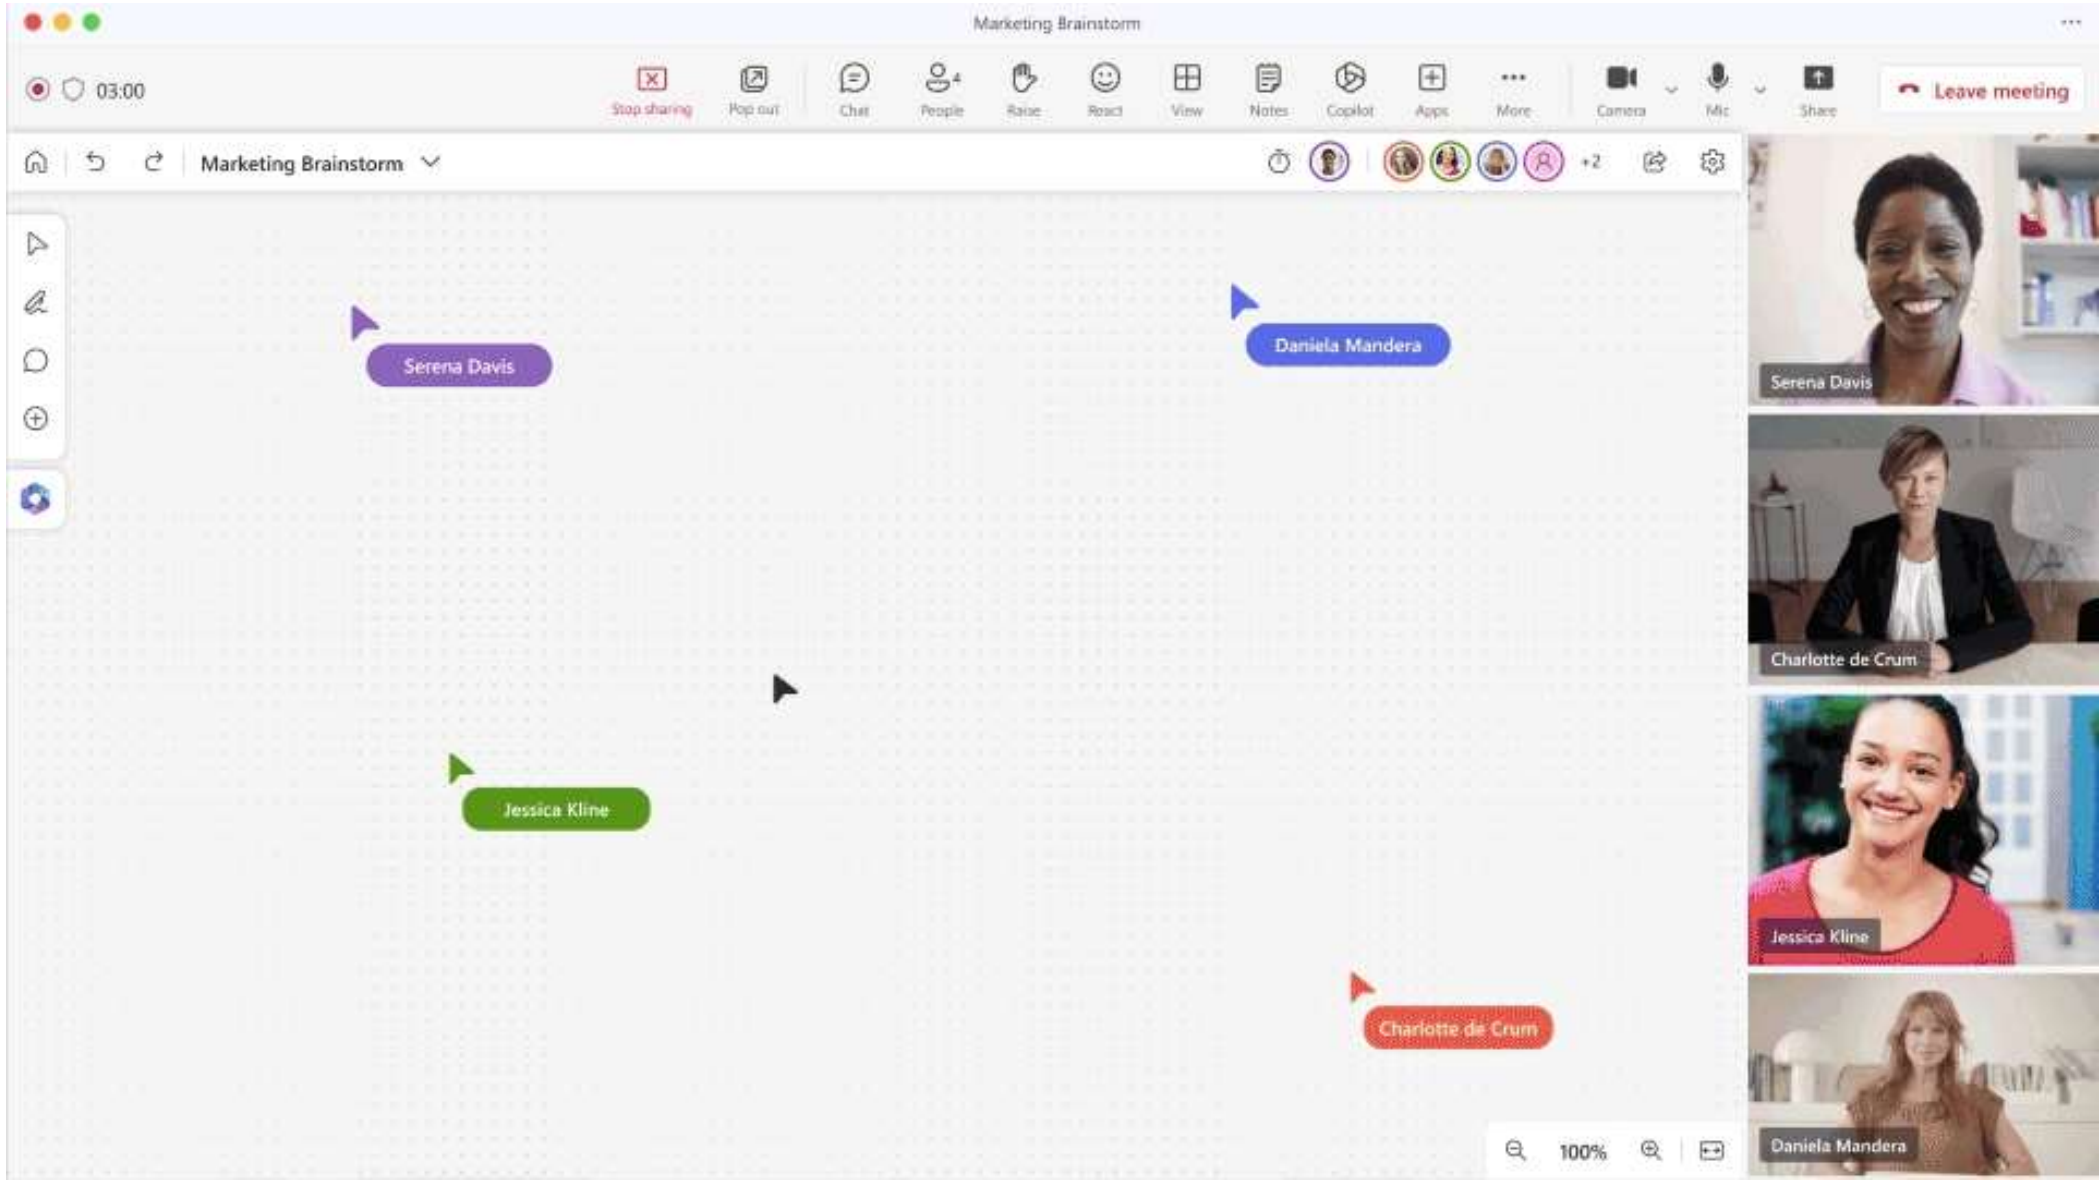 Marketing Brainstorm
03:00
Stop sharing
Pop out
Chat
4
People
Raise
React
View
Notes
Copilot
Apps
More
Camera
Mic
Share
Leave meeting
Marketing Brainstorm
+2
Serena Davis
Daniela Mandera
Jessica Kline
Charlotte de Crum
100%
Serena Davis
Charlotte de Crum
Jessica Kline
Daniela Mandera